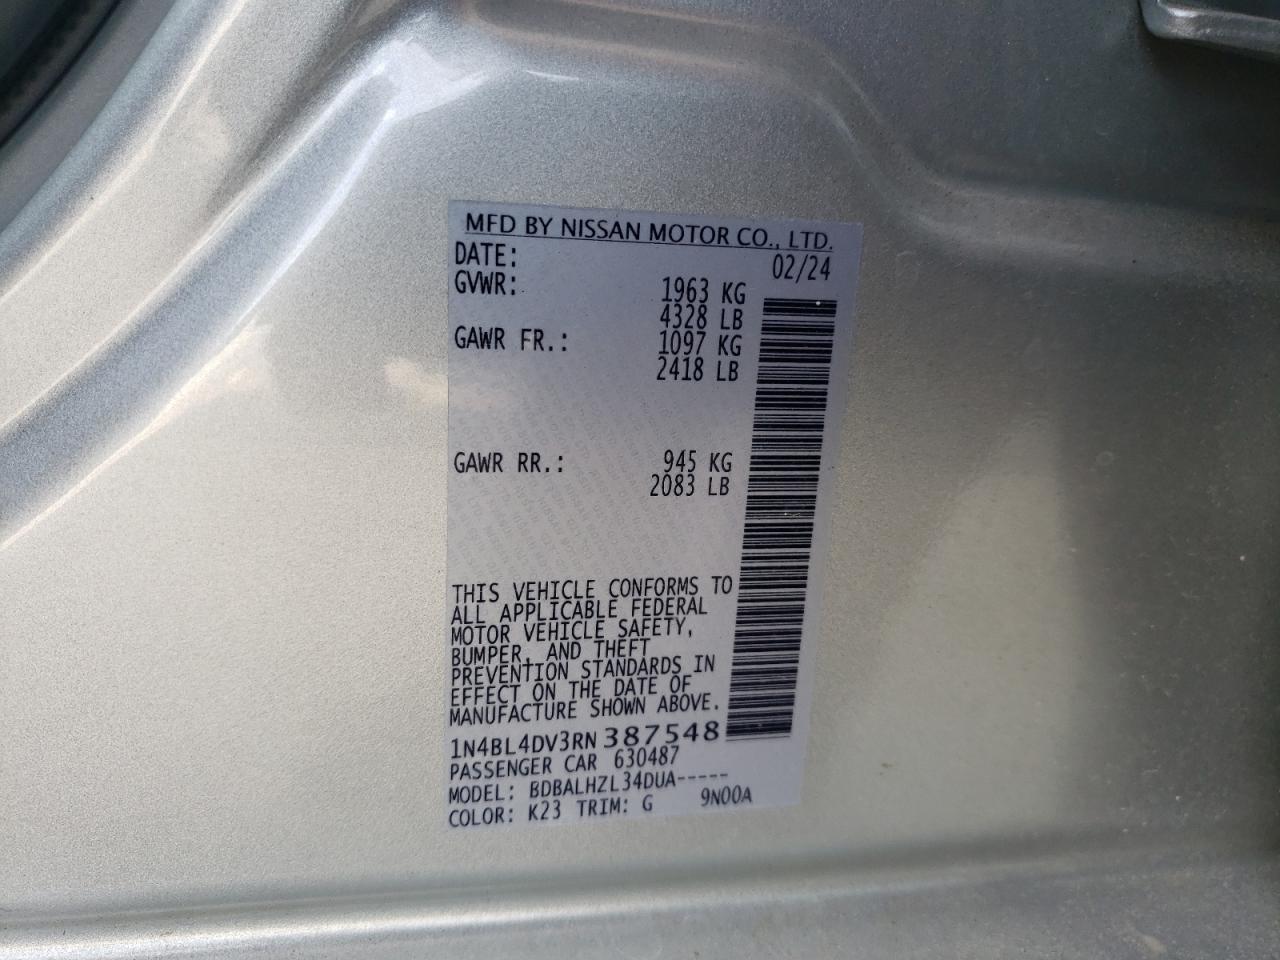 MFD BY NISSAN MOTOR CO., LTD.
DATE: 02/24
GVWR: 1963 KG
4328 LB
GAWR FR.: 1097 KG
2418 LB
GAWR RR.: 945 KG
2083 LB
THIS VEHICLE CONFORMS TO
ALL APPLICABLE FEDERAL
MOTOR VEHICLE SAFETY,
BUMPER, AND THEFT
PREVENTION STANDARDS IN
EFFECT ON THE DATE OF
MANUFACTURE SHOWN ABOVE.
1N4BL4DV3RN387548
PASSENGER CAR 630487
MODEL: BDBALHZL34DUA-----
COLOR: K23 TRIM: G 9N00A